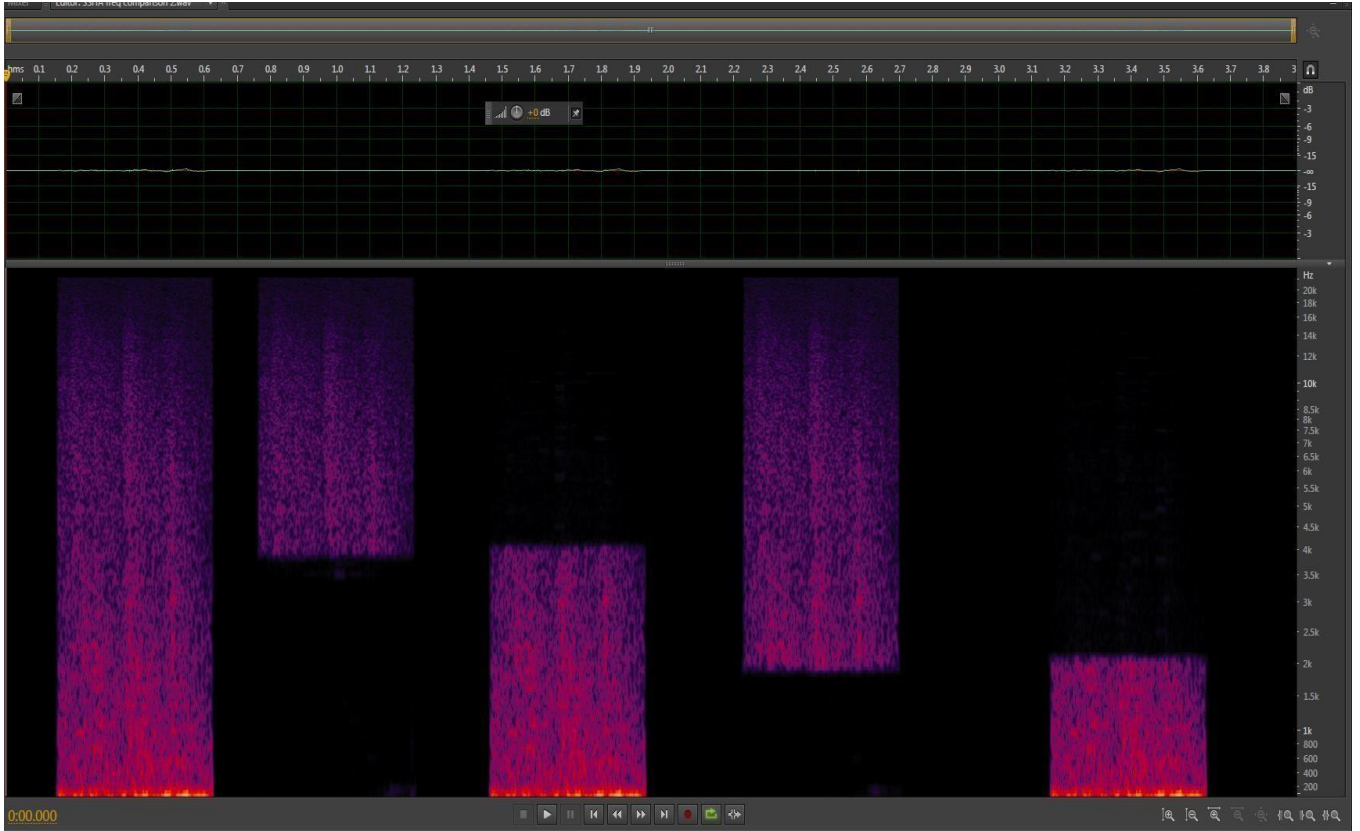 Mixer Editor: SSHA freq comparison 2.wav
hms 0.1 0.2 0.3 0.4 0.5 0.6 0.7 0.8 0.9 1.0 1.1 1.2 1.3 1.4 1.5 1.6 1.7 1.8 1.9 2.0 2.1 2.2 2.3 2.4 2.5 2.6 2.7 2.8 2.9 3.0 3.1 3.2 3.3 3.4 3.5 3.6 3.7 3.8 3
dB
+0 dB
-3
-6
-9
-15
-∞
-15
-9
-6
-3
Hz
20k
18k
16k
14k
12k
10k
8.5k
8k
7.5k
7k
6.5k
6k
5.5k
5k
4.5k
4k
3.5k
3k
2.5k
2k
1.5k
1k
800
600
400
200
0:00.000